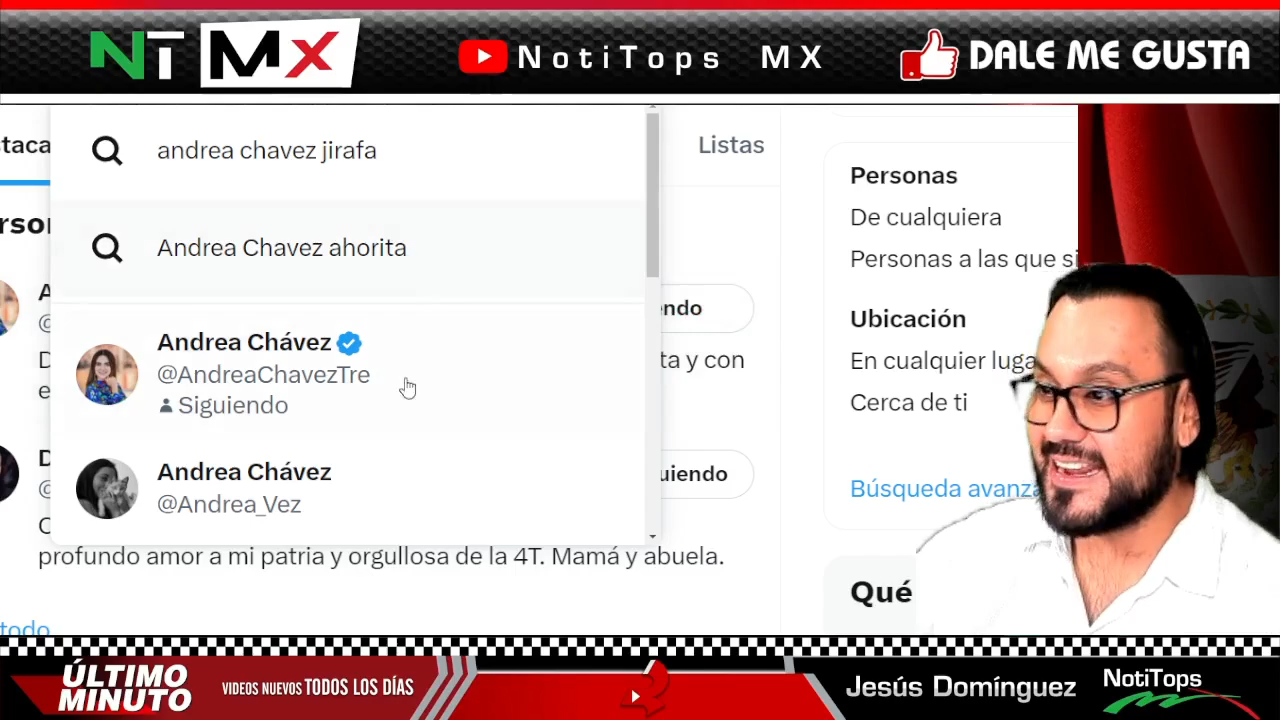 NT MX
NotiTops MX
DALE ME GUSTA
staca
andrea chavez jirafa
Listas
Personas
De cualquiera
Personas a las que si
Andrea Chavez ahorita
rson
endo
Ubicación
Andrea Chávez
@AndreaChavezTre
Siguiendo
A
@
D
ta y con
e
En cualquier luga
Cerca de ti
Andrea Chávez
@Andrea_Vez
D
@
uiendo
Búsqueda avanza
C
profundo amor a mi patria y orgullosa de la 4T. Mamá y abuela.
Qué
todo
ÚLTIMO
MINUTO
VIDEOS NUEVOS TODOS LOS DÍAS
Jesús Domínguez
NotiTops